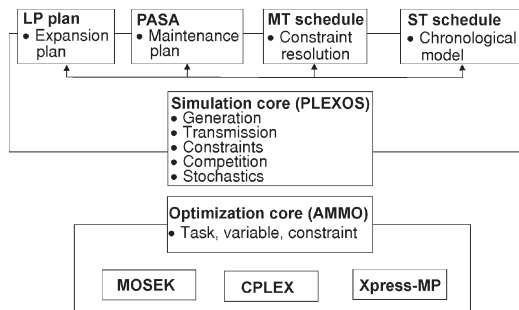 LP plan
• Expansion
plan
PASA
• Maintenance
plan
MT schedule
• Constraint
resolution
ST schedule
• Chronological
model
Simulation core (PLEXOS)
• Generation
• Transmission
• Constraints
• Competition
• Stochastics
Optimization core (AMMO)
• Task, variable, constraint
MOSEK
CPLEX
Xpress-MP